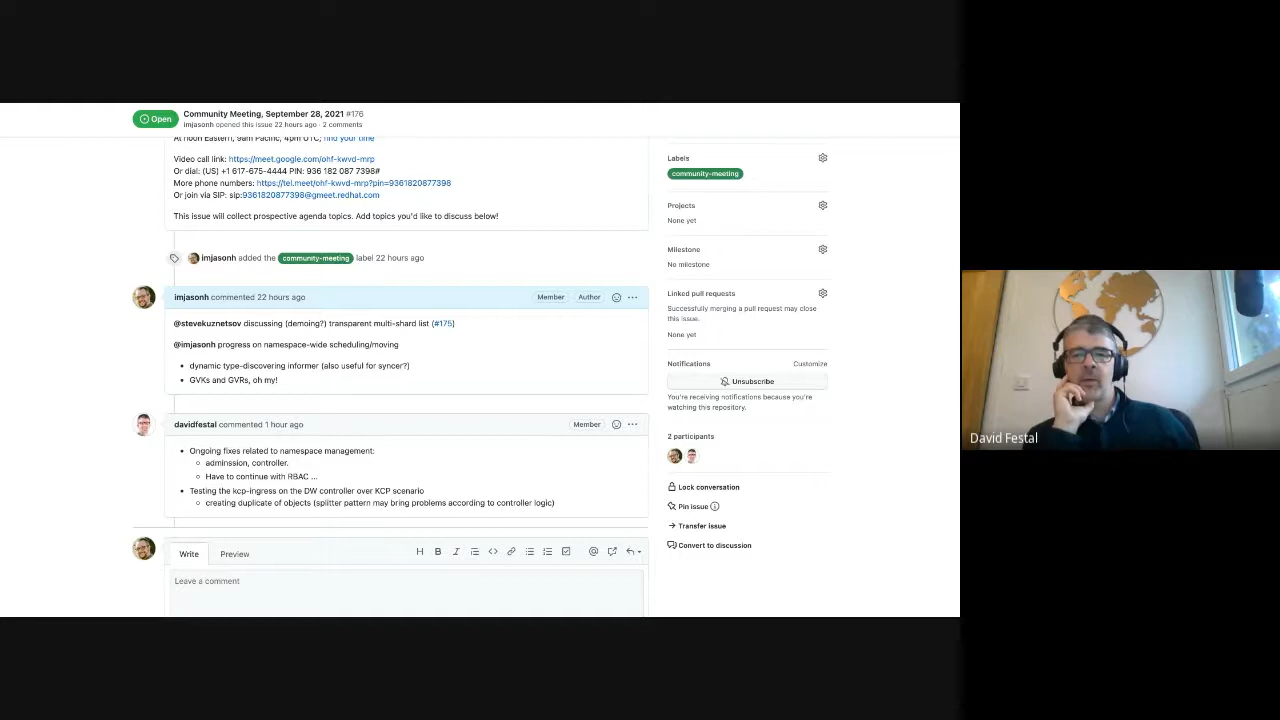 Open
Community Meeting, September 28, 2021 #176
imjasonh opened this issue 22 hours ago · 2 comments
At noon Eastern, 9am Pacific, 4pm UTC, find your time
Video call link: https://meet.google.com/ohf-kwvd-mrp
Or dial: (US) +1 617-675-4444 PIN: 936 182 087 7398#
More phone numbers: https://tel.meet/ohf-kwvd-mrp?pin=9361820877398
Or join via SIP: sip:9361820877398@gmeet.redhat.com
This issue will collect prospective agenda topics. Add topics you'd like to discuss below!
imjasonh added the community-meeting label 22 hours ago
imjasonh commented 22 hours ago
Member
Author
@stevekuznetsov discussing (demoing?) transparent multi-shard list (#175)
@imjasonh progress on namespace-wide scheduling/moving
dynamic type-discovering informer (also useful for syncer?)
GVKs and GVRs, oh my!
davidfestal commented 1 hour ago
Member
Ongoing fixes related to namespace management:
admission, controller.
Have to continue with RBAC ...
Testing the kcp-ingress on the DW controller over KCP scenario
creating duplicate of objects (splitter pattern may bring problems according to controller logic)
Write
Preview
Leave a comment
Labels
community-meeting
Projects
None yet
Milestone
No milestone
Linked pull requests
Successfully merging a pull request may close
this issue.
None yet
Notifications
Customize
Unsubscribe
You're receiving notifications because you're
watching this repository.
2 participants
Lock conversation
Pin issue
Transfer issue
Convert to discussion
David Festal